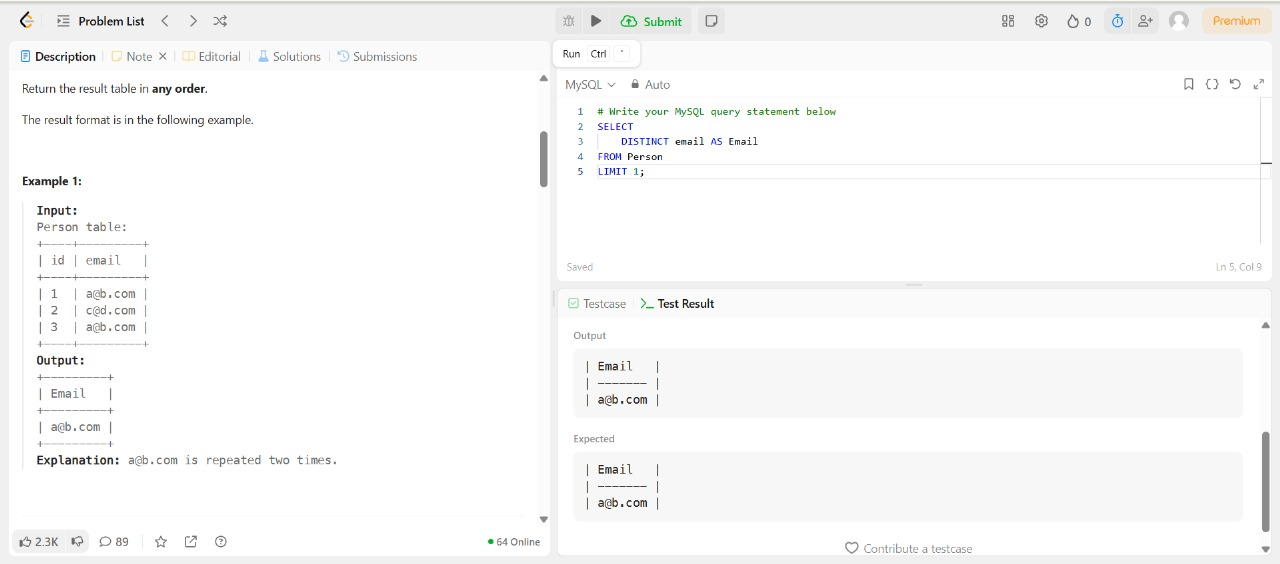 Problem List
Submit
0
Premium
Description
Note
Editorial
Solutions
Submissions
Return the result table in any order.
The result format is in the following example.
Example 1:
Input:
Person table:
+----+---------+
| id | email   |
+----+---------+
| 1  | a@b.com |
| 2  | c@d.com |
| 3  | a@b.com |
+----+---------+
Output:
+---------+
| Email   |
+---------+
| a@b.com |
+---------+
Explanation: a@b.com is repeated two times.
2.3K
89
64 Online
Run Ctrl '
MySQL
Auto
1 # Write your MySQL query statement below
2 SELECT
3     DISTINCT email AS Email
4 FROM Person
5 LIMIT 1;
Saved
Ln 5, Col 9
Testcase
>_ Test Result
Output
| Email   |
| ------- |
| a@b.com |
Expected
| Email   |
| ------- |
| a@b.com |
Contribute a testcase